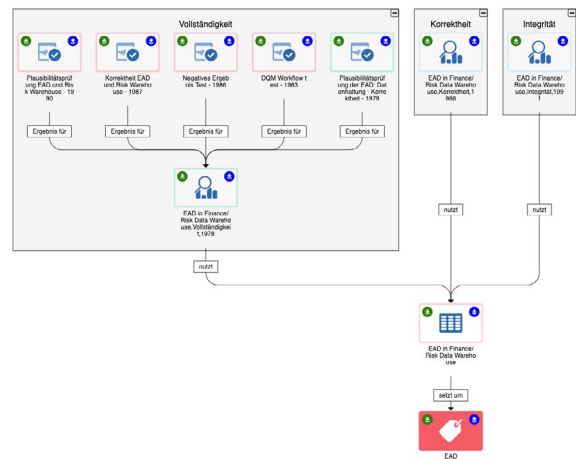 Vollständigkeit
Korrektheit
Integrität
Plausibilitätsprüf
ung EAD und Ris
k Warehouse - 19
90
Korrektheit EAD
und Risk Wareho
use - 1987
Negatives Ergeb
nis Test - 1986
DQM Workflow t
est - 1983
Plausibilitätsprüf
ung der EAD: Dat
enhaltung - Korre
ktheit - 1979
EAD in Finance/
Risk Data Wareho
use,Korrektheit,1
988
EAD in Finance/
Risk Data Wareho
use,Integrität,199
1
Ergebnis für
Ergebnis für
Ergebnis für
Ergebnis für
Ergebnis für
EAD in Finance/
Risk Data Wareho
use,Vollständigkei
t,1978
nutzt
nutzt
nutzt
EAD in Finance/
Risk Data Wareho
use
setzt um
EAD